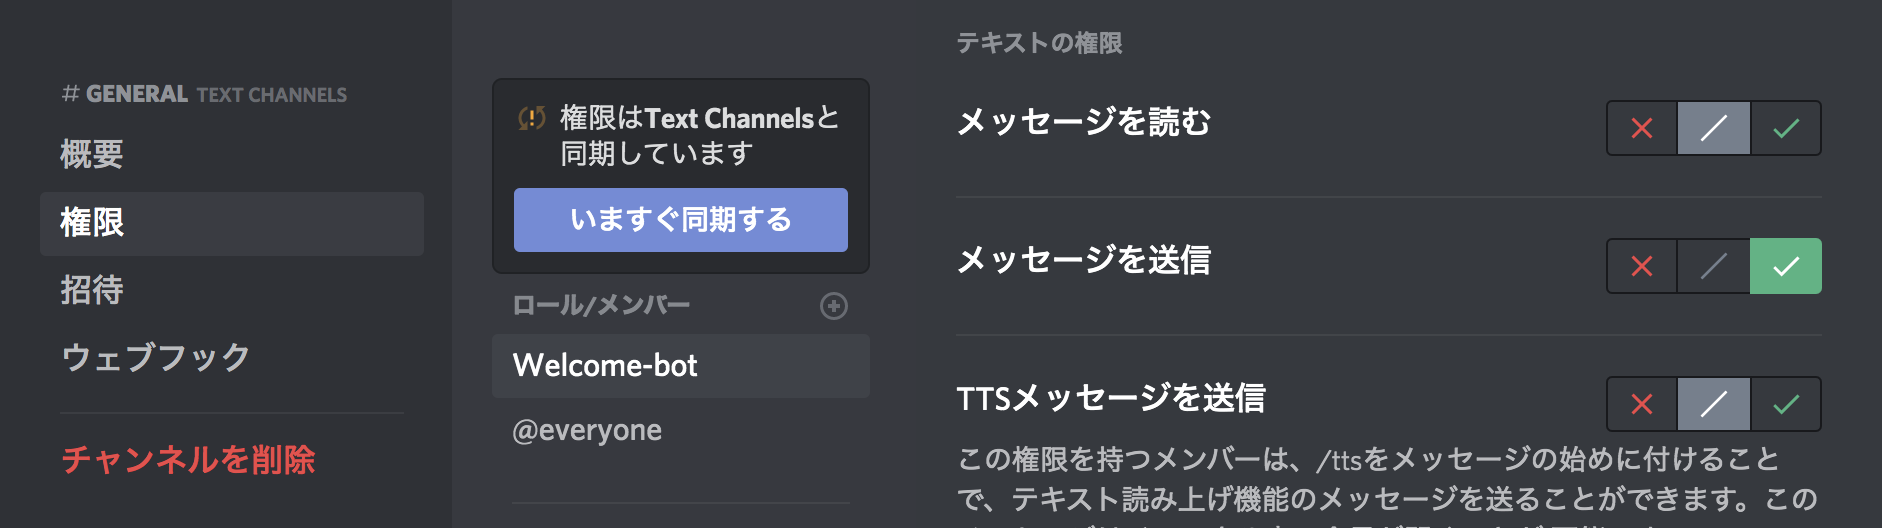 # GENERAL TEXT CHANNELS
概要
権限
招待
ウェブフック
チャンネルを削除
権限はText Channelsと
同期しています
いますぐ同期する
ロール/メンバー
Welcome-bot
@everyone
テキストの権限
メッセージを読む
メッセージを送信
TTSメッセージを送信
この権限を持つメンバーは、/ttsをメッセージの始めに付けること
で、テキスト読み上げ機能のメッセージを送ることができます。この